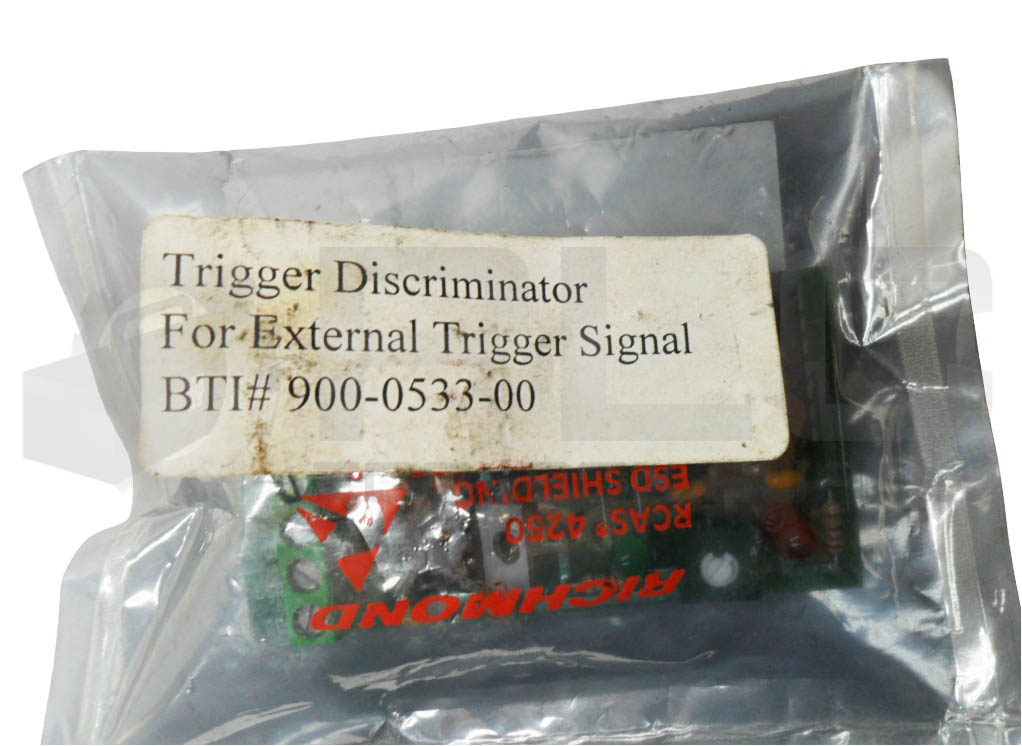 Trigger Discriminator
For External Trigger Signal
BTI# 900-0533-00
ESD SHIELDING
RCAS® 4250
RICHMOND